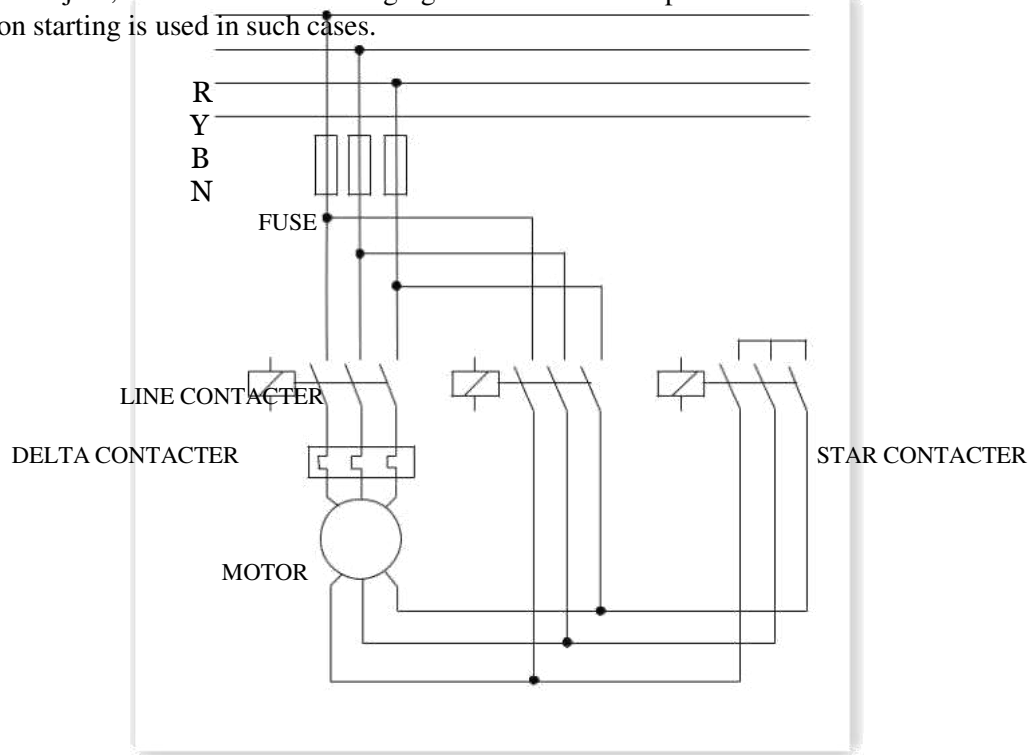 on starting is used in such cases.
R
Y
B
N
FUSE
LINE CONTACTER
DELTA CONTACTER
STAR CONTACTER
MOTOR